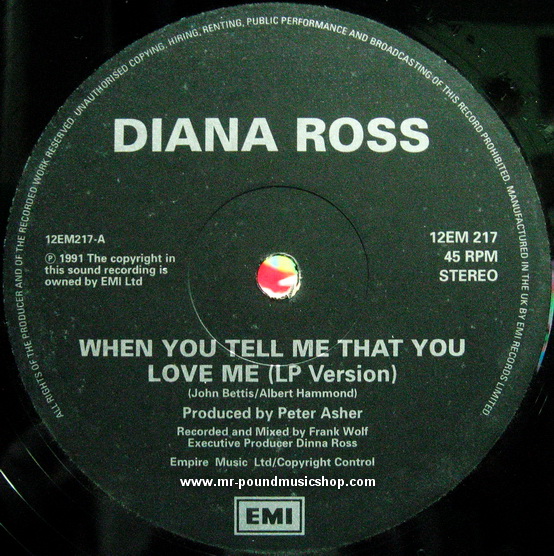 ALL RIGHTS OF THE PRODUCER AND OF THE RECORDED WORK RESERVED. UNAUTHORISED COPYING, HIRING, RENTING, PUBLIC PERFORMANCE AND BROADCASTING OF THIS RECORD PROHIBITED. MANUFACTURED IN THE UK BY EMI RECORDS LIMITED
DIANA ROSS
12EM217-A
℗ 1991 The copyright in
this sound recording is
owned by EMI Ltd
12EM 217
45 RPM
STEREO
WHEN YOU TELL ME THAT YOU
LOVE ME (LP Version)
(John Bettis/Albert Hammond)
Produced by Peter Asher
Recorded and Mixed by Frank Wolf
Executive Producer Dinna Ross
Empire Music Ltd/Copyright Control
www.mr-poundmusicshop.com
EMI